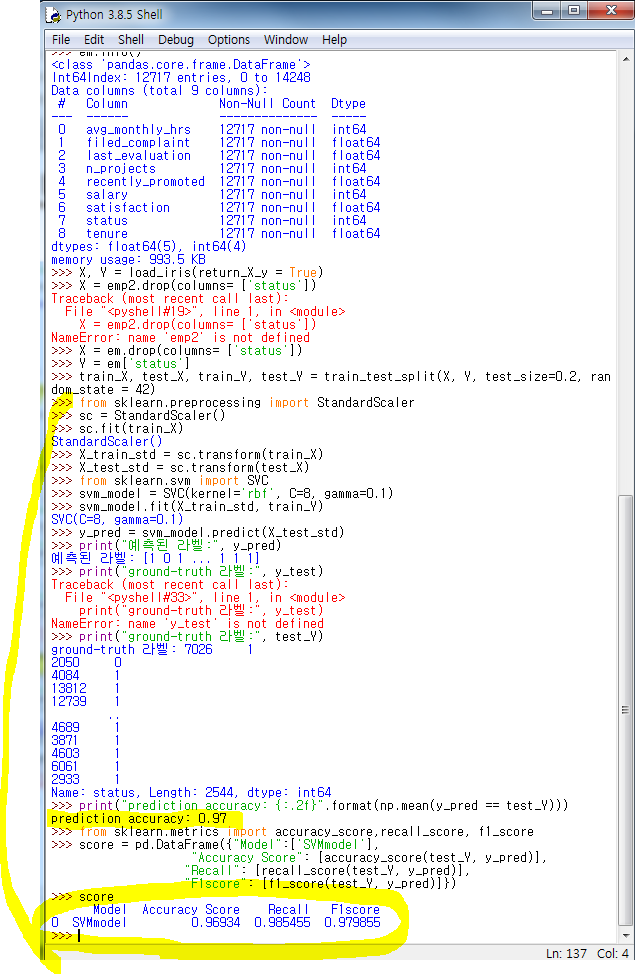 Python 3.8.5 Shell
File Edit Shell Debug Options Window Help
>>> em.info()
<class 'pandas.core.frame.DataFrame'>
Int64Index: 12717 entries, 0 to 14248
Data columns (total 9 columns):
 #   Column             Non-Null Count  Dtype
---  ------             --------------  -----
 0   avg_monthly_hrs    12717 non-null  int64
 1   filed_complaint    12717 non-null  float64
 2   last_evaluation    12717 non-null  float64
 3   n_projects         12717 non-null  int64
 4   recently_promoted  12717 non-null  float64
 5   salary             12717 non-null  int64
 6   satisfaction       12717 non-null  float64
 7   status             12717 non-null  int64
 8   tenure             12717 non-null  float64
dtypes: float64(5), int64(4)
memory usage: 993.5 KB
>>> X, Y = load_iris(return_X_y = True)
>>> X = emp2.drop(columns= ['status'])
Traceback (most recent call last):
  File "<pyshell#19>", line 1, in <module>
    X = emp2.drop(columns= ['status'])
NameError: name 'emp2' is not defined
>>> X = em.drop(columns= ['status'])
>>> Y = em['status']
>>> train_X, test_X, train_Y, test_Y = train_test_split(X, Y, test_size=0.2, ran
dom_state = 42)
>>> from sklearn.preprocessing import StandardScaler
>>> sc = StandardScaler()
>>> sc.fit(train_X)
StandardScaler()
>>> X_train_std = sc.transform(train_X)
>>> X_test_std = sc.transform(test_X)
>>> from sklearn.svm import SVC
>>> svm_model = SVC(kernel='rbf', C=8, gamma=0.1)
>>> svm_model.fit(X_train_std, train_Y)
SVC(C=8, gamma=0.1)
>>> y_pred = svm_model.predict(X_test_std)
>>> print("예측된 라벨:", y_pred)
예측된 라벨: [1 0 1 ... 1 1 1]
>>> print("ground-truth 라벨:", y_test)
Traceback (most recent call last):
  File "<pyshell#33>", line 1, in <module>
    print("ground-truth 라벨:", y_test)
NameError: name 'y_test' is not defined
>>> print("ground-truth 라벨:", test_Y)
ground-truth 라벨: 7026     1
2050     0
4084     1
13812    1
12739    1
        ..
4689     1
3871     1
4603     1
6061     1
2933     1
Name: status, Length: 2544, dtype: int64
>>> print("prediction accuracy: {:.2f}".format(np.mean(y_pred == test_Y)))
prediction accuracy: 0.97
>>> from sklearn.metrics import accuracy_score,recall_score, f1_score
>>> score = pd.DataFrame({"Model":['SVMmodel'],
                      "Accuracy Score": [accuracy_score(test_Y, y_pred)],
                     "Recall": [recall_score(test_Y, y_pred)],
                     "F1score": [f1_score(test_Y, y_pred)]})
>>> score
      Model  Accuracy Score    Recall   F1score
0  SVMmodel         0.96934  0.985455  0.979855
>>>
Ln: 137 Col: 4